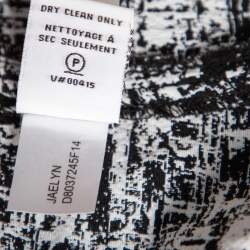 DRY CLEAN ONLY
NETTOYAGE À
SEC SEULEMENT
P
V#00415
JAELYN
D8037245F14